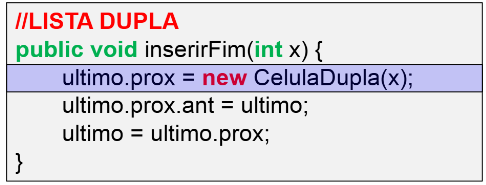 //LISTA DUPLA
public void inserirFim(int x) {
ultimo.prox = new CelulaDupla(x);
ultimo.prox.ant = ultimo;
ultimo = ultimo.prox;
}